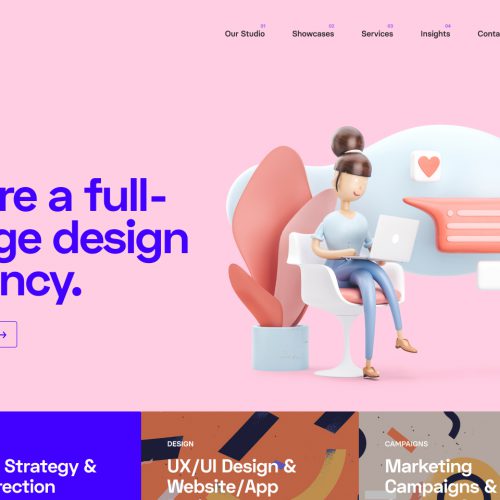 01 02 03 04
Our Studio Showcases Services Insights Conta
re a full-
ge design
ncy.
DESIGN CAMPAIGNS
Strategy & UX/UI Design & Marketing
rection Website/App Campaigns &